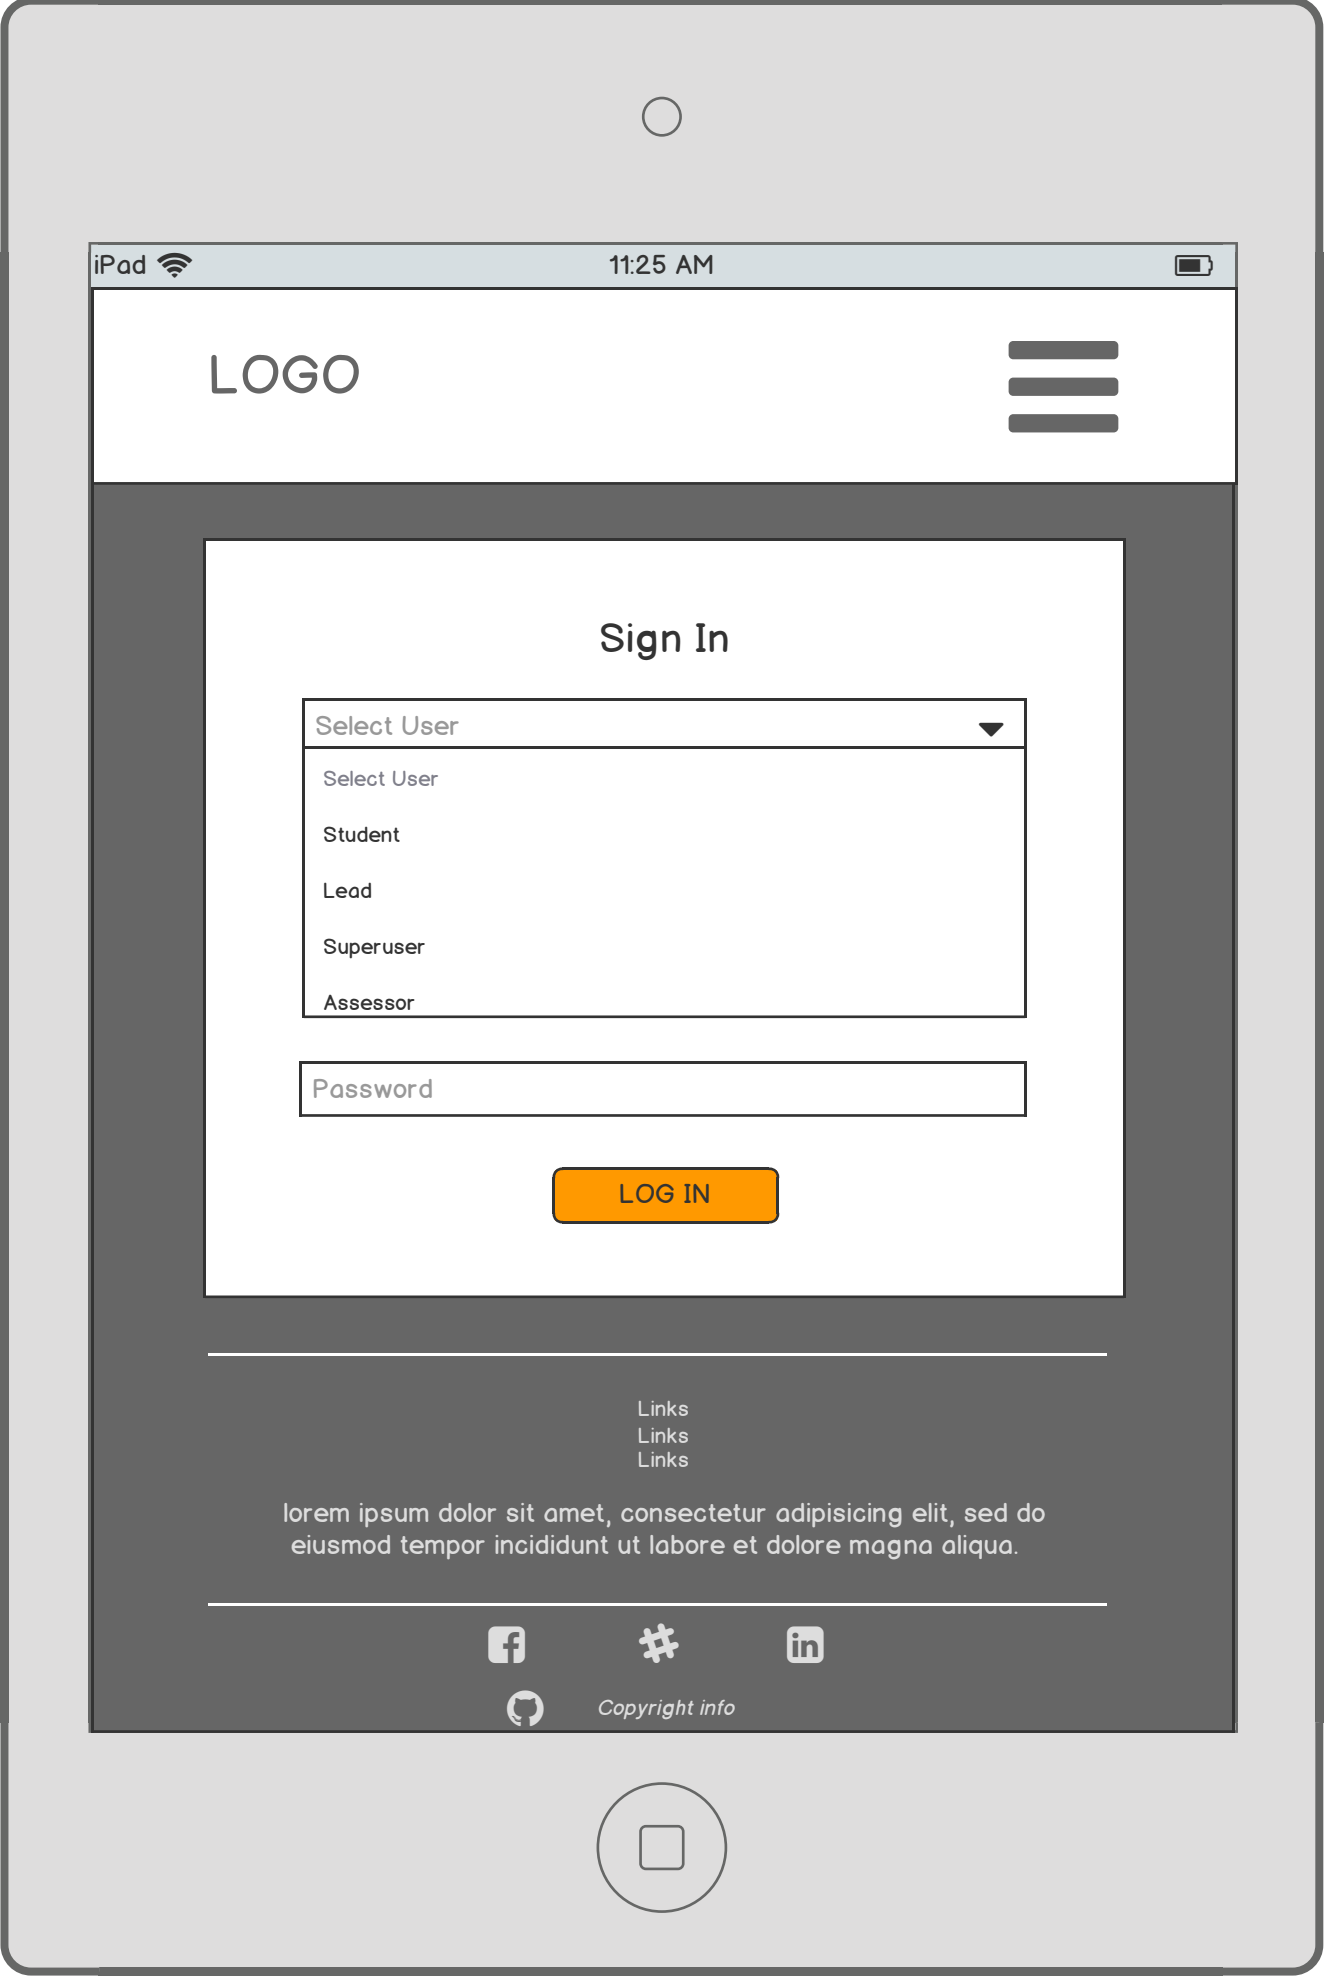 iPad
11:25 AM
LOGO
Sign In
Select User
Select User
Student
Lead
Superuser
Assessor
Password
LOG IN
Links
Links
Links
lorem ipsum dolor sit amet, consectetur adipisicing elit, sed do
eiusmod tempor incididunt ut labore et dolore magna aliqua.
Copyright info